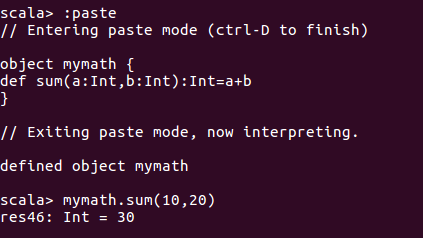 scala> :paste
// Entering paste mode (ctrl-D to finish)
object mymath {
def sum(a:Int,b:Int):Int=a+b
}
// Exiting paste mode, now interpreting.
defined object mymath
scala> mymath.sum(10,20)
res46: Int = 30